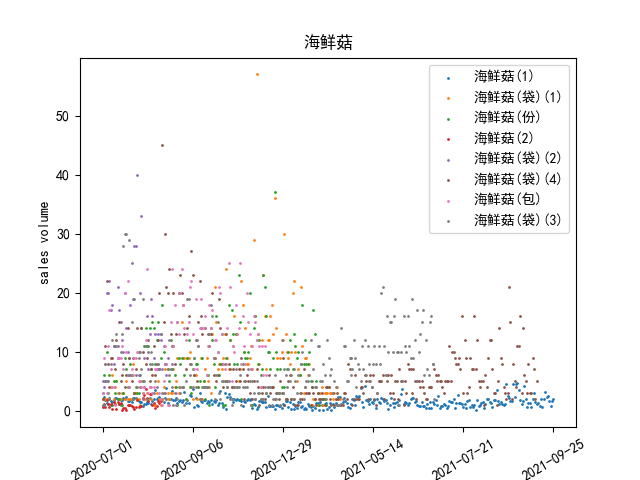 海鲜菇
海鲜菇(1)
海鲜菇(袋)(1)
海鲜菇(份)
海鲜菇(2)
海鲜菇(袋)(2)
海鲜菇(袋)(4)
海鲜菇(包)
海鲜菇(袋)(3)
sales volume
50
40
30
20
10
0
2020-07-01
2020-09-06
2020-12-29
2021-05-14
2021-07-21
2021-09-25